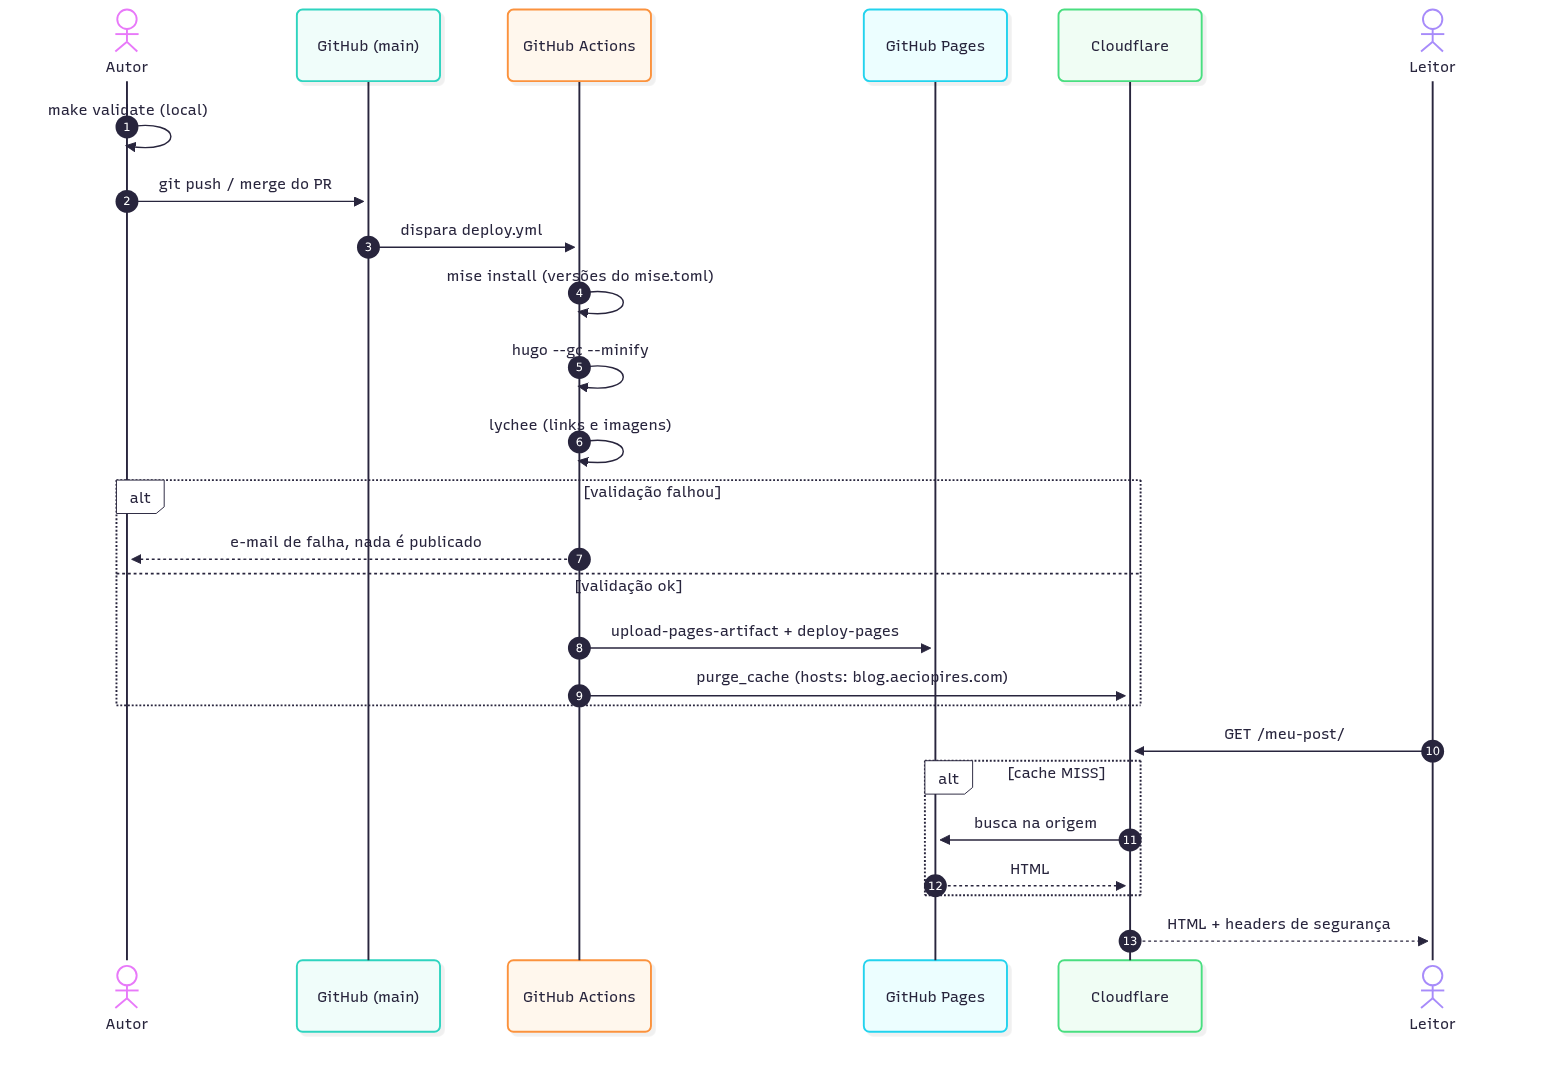 Autor
GitHub (main)
GitHub Actions
GitHub Pages
Cloudflare
Leitor
make validate (local)
1
git push / merge do PR
2
dispara deploy.yml
3
mise install (versões do mise.toml)
4
hugo --gc --minify
5
lychee (links e imagens)
6
alt
[validação falhou]
e-mail de falha, nada é publicado
7
[validação ok]
upload-pages-artifact + deploy-pages
8
purge_cache (hosts: blog.aeciopires.com)
9
GET /meu-post/
10
alt
[cache MISS]
busca na origem
11
HTML
12
HTML + headers de segurança
13
Autor
GitHub (main)
GitHub Actions
GitHub Pages
Cloudflare
Leitor